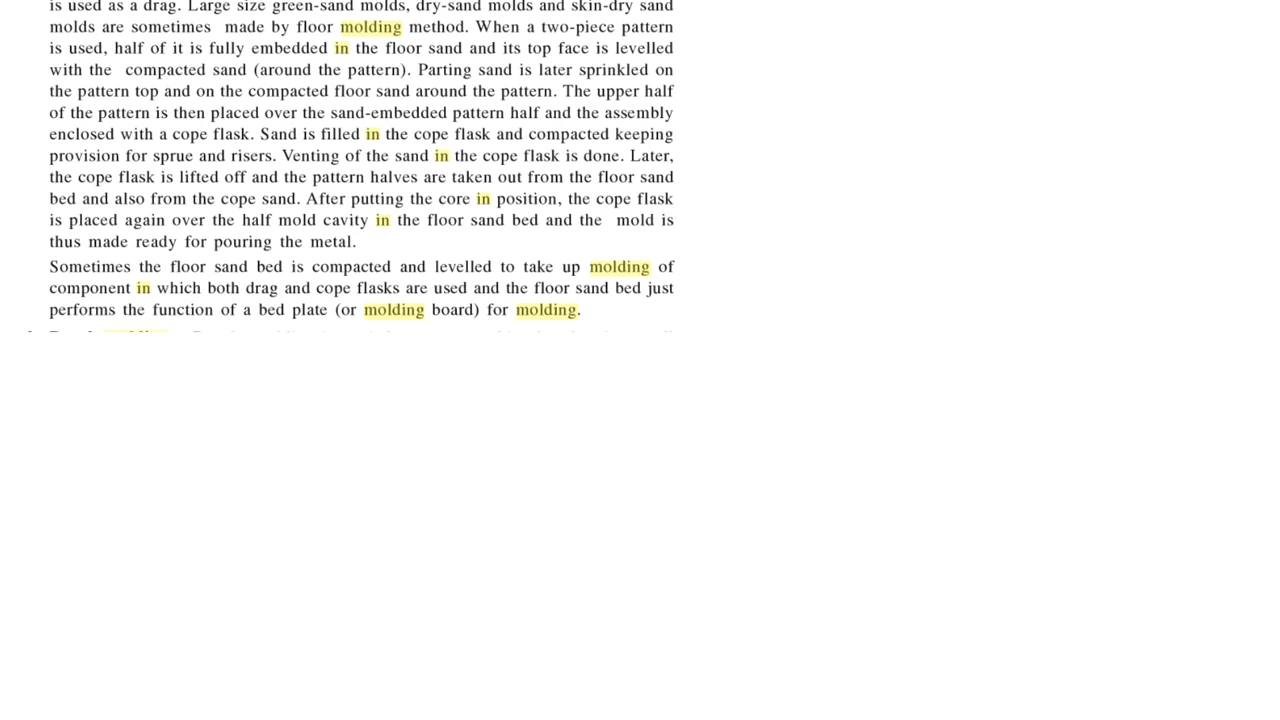 is used as a drag. Large size green-sand molds, dry-sand molds and skin-dry sand
molds are sometimes made by floor molding method. When a two-piece pattern
is used, half of it is fully embedded in the floor sand and its top face is levelled
with the compacted sand (around the pattern). Parting sand is later sprinkled on
the pattern top and on the compacted floor sand around the pattern. The upper half
of the pattern is then placed over the sand-embedded pattern half and the assembly
enclosed with a cope flask. Sand is filled in the cope flask and compacted keeping
provision for sprue and risers. Venting of the sand in the cope flask is done. Later,
the cope flask is lifted off and the pattern halves are taken out from the floor sand
bed and also from the cope sand. After putting the core in position, the cope flask
is placed again over the half mold cavity in the floor sand bed and the mold is
thus made ready for pouring the metal.
Sometimes the floor sand bed is compacted and levelled to take up molding of
component in which both drag and cope flasks are used and the floor sand bed just
performs the function of a bed plate (or molding board) for molding.